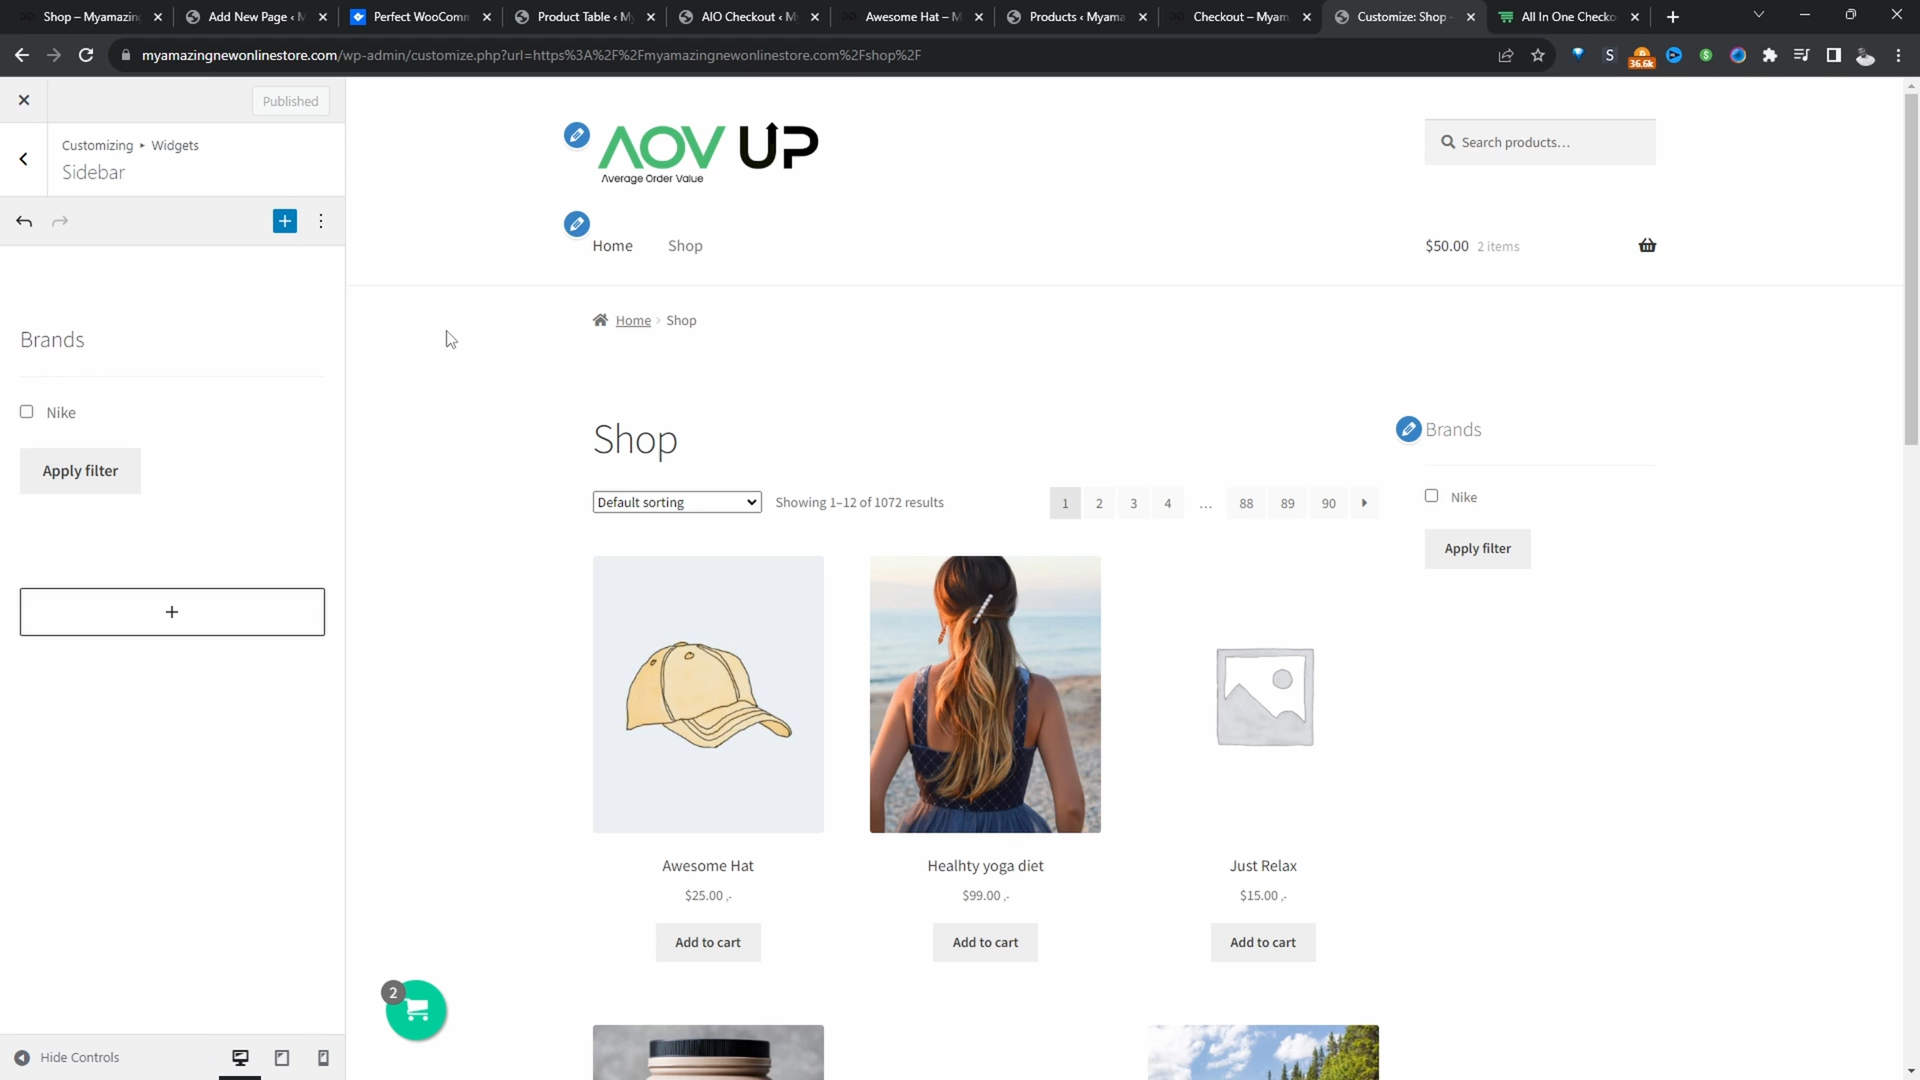 Shop – Myamazing
Add New Page ‹ M
Perfect WooComm
Product Table ‹ My
AIO Checkout ‹ M
Awesome Hat – M
Products ‹ Myama
Checkout – Myam
Customize: Shop -
All In One Checko
myamazingnewonlinestore.com/wp-admin/customize.php?url=https%3A%2F%2Fmyamazingnewonlinestore.com%2Fshop%2F
S
36.6k
Published
Customizing ▸ Widgets
Sidebar
Brands
Nike
Apply filter
Hide Controls
AOV UP
Average Order Value
Search products…
Home
Shop
$50.00 2 items
Home › Shop
Shop
Default sorting
Showing 1–12 of 1072 results
1 2 3 4 … 88 89 90
Brands
Nike
Apply filter
Awesome Hat
$25.00 ,-
Add to cart
Healhty yoga diet
$99.00 ,-
Add to cart
Just Relax
$15.00 ,-
Add to cart
2